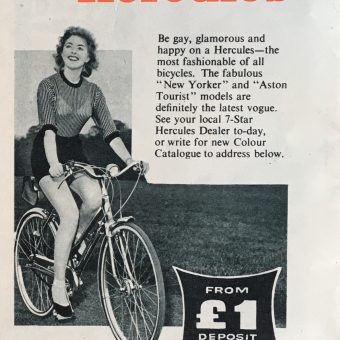 Hercules
Be gay, glamorous and
happy on a Hercules—the
most fashionable of all
bicycles. The fabulous
"New Yorker" and "Aston
Tourist" models are
definitely the latest vogue.
See your local 7-Star
Hercules Dealer to-day,
or write for new Colour
Catalogue to address below.
FROM
£1
DEPOSIT